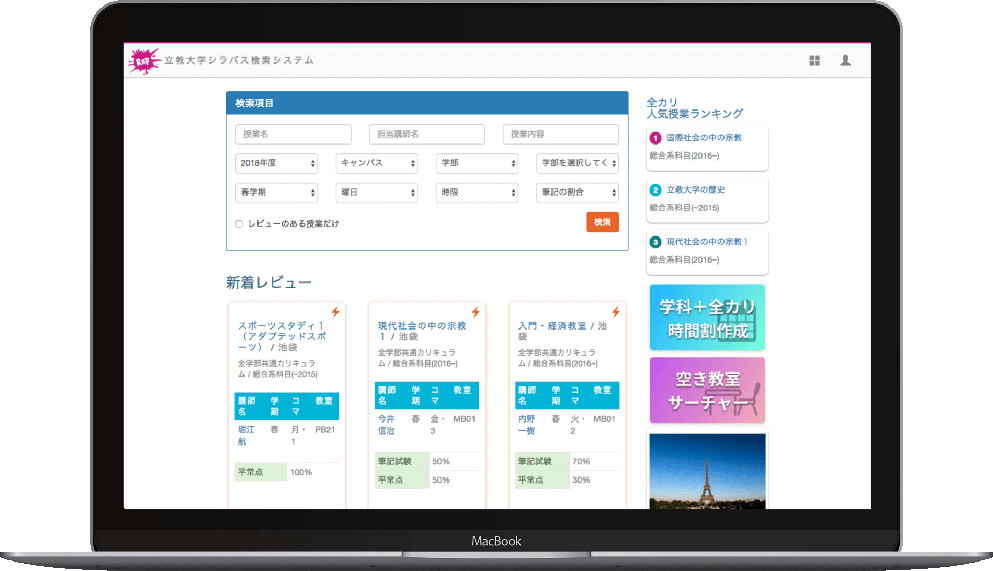 Rep 立教大学シラバス検索システム
検索項目
授業名 担当講師名 授業内容
2018年度 キャンパス 学部 学部を選択してく
春学期 曜日 時限 筆記の割合
レビューのある授業だけ 検索
新着レビュー
スポーツスタディ1
(アダプテッドスポ
ーツ) / 池袋
全学部共通カリキュラ
ム / 総合系科目(~2015)
講師名 学期 コマ 教室
堀江航 春 月・1 PB21
平常点 100%
現代社会の中の宗教
1 / 池袋
全学部共通カリキュラ
ム / 総合系科目(2016~)
講師名 学期 コマ 教室
今井信治 春 金・3 MB01
筆記試験 50%
平常点 50%
入門・経済教室 / 池
袋
全学部共通カリキュラ
ム / 総合系科目(2016~)
講師名 学期 コマ 教室
内野一樹 春 火・2 MB01
筆記試験 70%
平常点 30%
全カリ
人気授業ランキング
1 国際社会の中の宗教
総合系科目(2016~)
2 立教大学の歴史
総合系科目(~2015)
3 現代社会の中の宗教1
総合系科目(2016~)
学科+全カリ
時間割作成
空き教室
サーチャー
MacBook